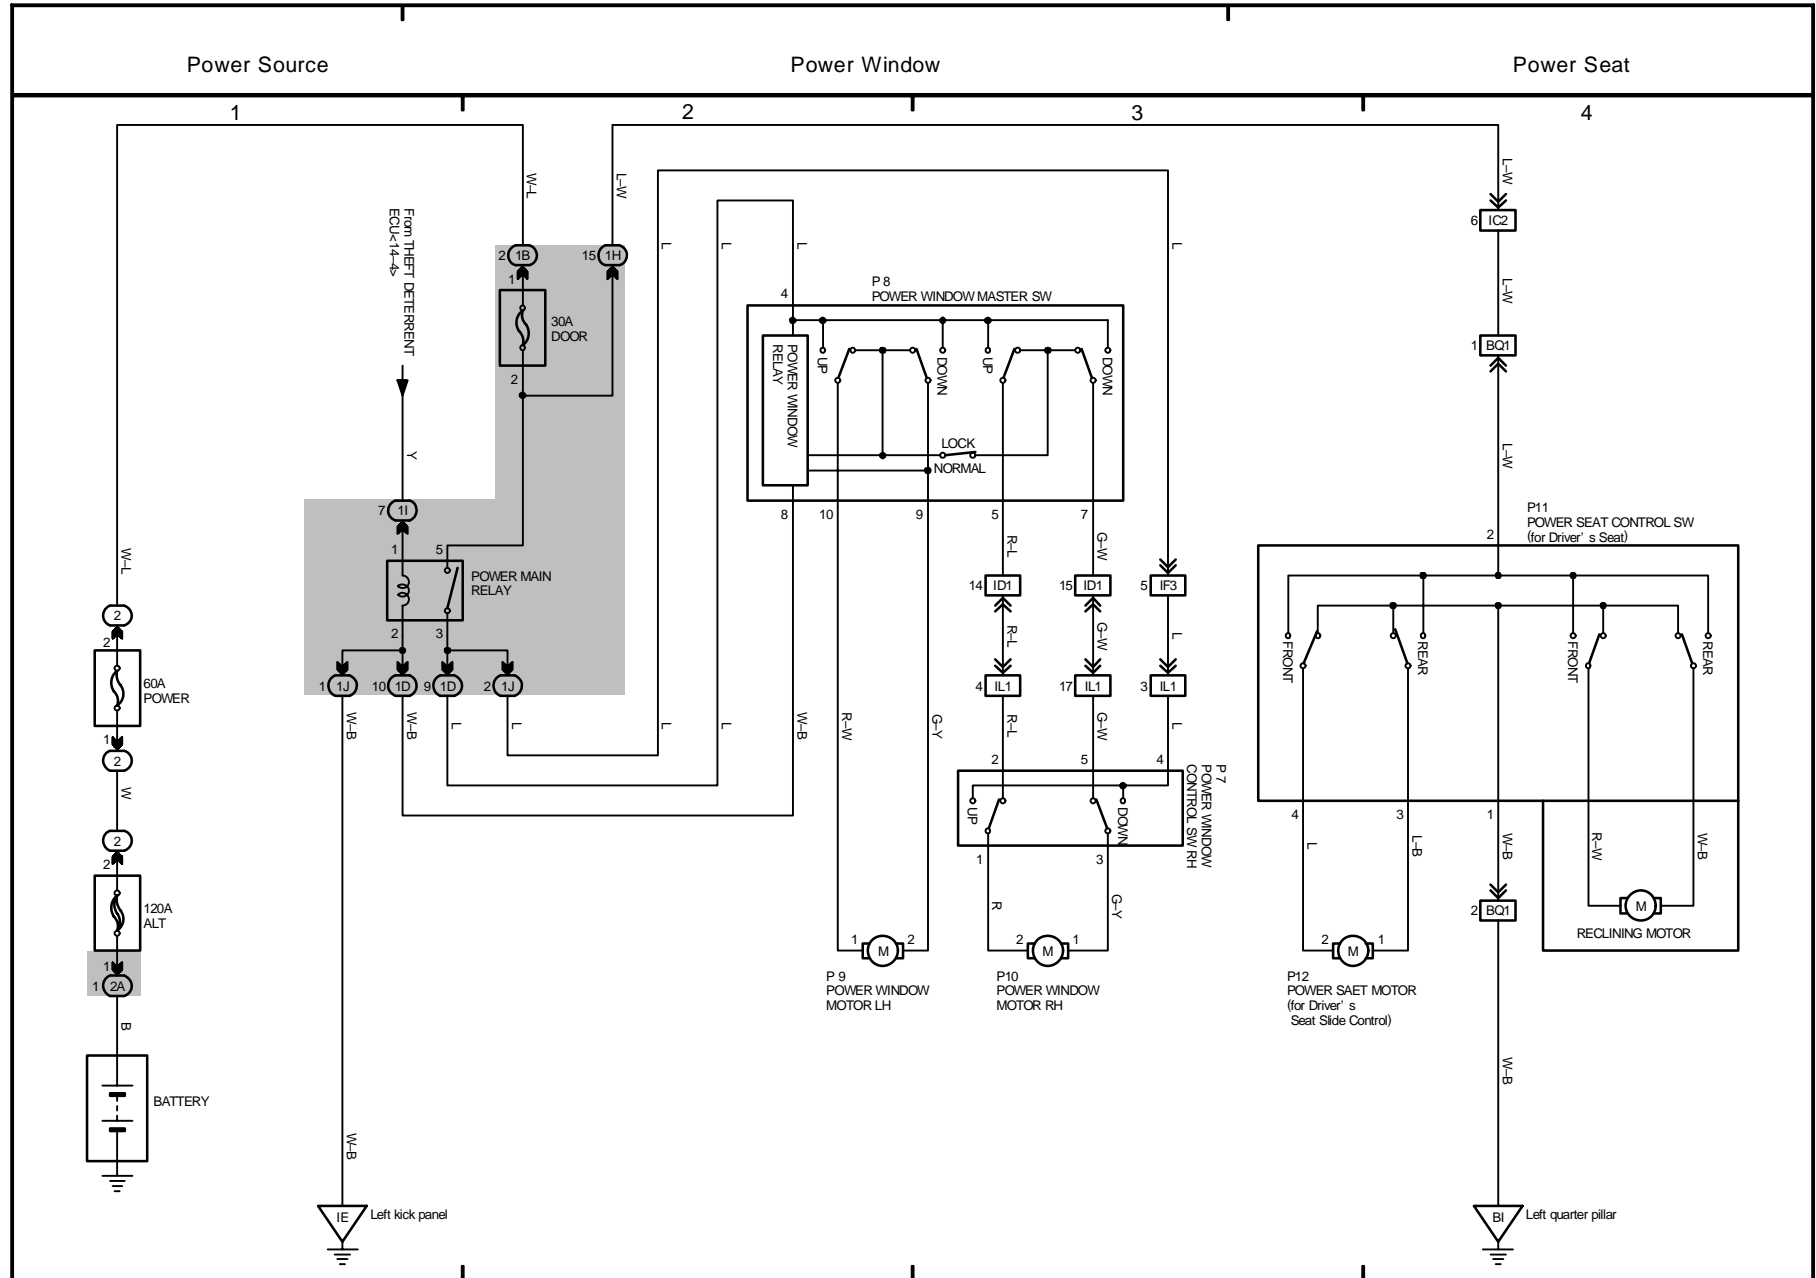 Power Source
Power Window
Power Seat
1
2
3
4
W–L
L–W
L–W
6 IC2
From THEFT DETERRENT
ECU<14–4>
2 1B
15 1H
L
L
L
L
1
30A
DOOR
2
4
P 8
POWER WINDOW MASTER SW
L–W
1 BQ1
POWER WINDOW
RELAY
UP
DOWN
UP
DOWN
LOCK
NORMAL
Y
L–W
7 1I
8
10
9
5
7
P11
POWER SEAT CONTROL SW
(for Driver's Seat)
2
1
5
POWER MAIN
RELAY
2
3
R–L
G–W
14 ID1
15 ID1
5 IF3
W–L
2
2
60A
POWER
1
2
R–L
G–W
L
FRONT
REAR
FRONT
REAR
1 1J
10 1D
9 1D
2 1J
4 IL1
17 IL1
3 IL1
W–B
W–B
L
L
L
L
W–B
R–W
G–Y
R–L
G–W
L
W
2
2
120A
ALT
1
1 2A
2
5
4
P 7
POWER WINDOW
CONTROL SW RH
UP
DOWN
1
3
4
3
1
L
L–B
W–B
R–W
W–B
R
G–Y
2 BQ1
M
RECLINING MOTOR
1 M 2
2 M 1
2 M 1
P 9
POWER WINDOW
MOTOR LH
P10
POWER WINDOW
MOTOR RH
P12
POWER SAET MOTOR
(for Driver's
Seat Slide Control)
B
BATTERY
W–B
W–B
IE Left kick panel
BI Left quarter pillar